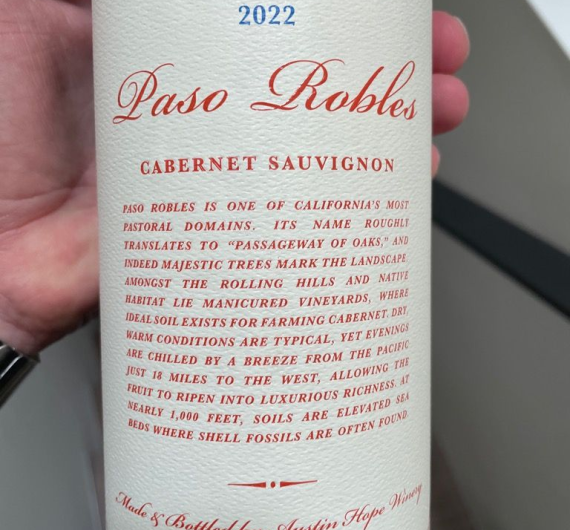 2022
Paso Robles
CABERNET SAUVIGNON
PASO ROBLES IS ONE OF CALIFORNIA'S MOST
PASTORAL DOMAINS. ITS NAME ROUGHLY
TRANSLATES TO “PASSAGEWAY OF OAKS,” AND
INDEED MAJESTIC TREES MARK THE LANDSCAPE.
AMONGST THE ROLLING HILLS AND NATIVE
HABITAT LIE MANICURED VINEYARDS, WHERE
IDEAL SOIL EXISTS FOR FARMING CABERNET. DRY,
WARM CONDITIONS ARE TYPICAL, YET EVENINGS
ARE CHILLED BY A BREEZE FROM THE PACIFIC
JUST 18 MILES TO THE WEST, ALLOWING THE
FRUIT TO RIPEN INTO LUXURIOUS RICHNESS. AT
NEARLY 1,000 FEET, SOILS ARE ELEVATED SEA
BEDS WHERE SHELL FOSSILS ARE OFTEN FOUND.
Made & Bottled by Austin Hope Winery